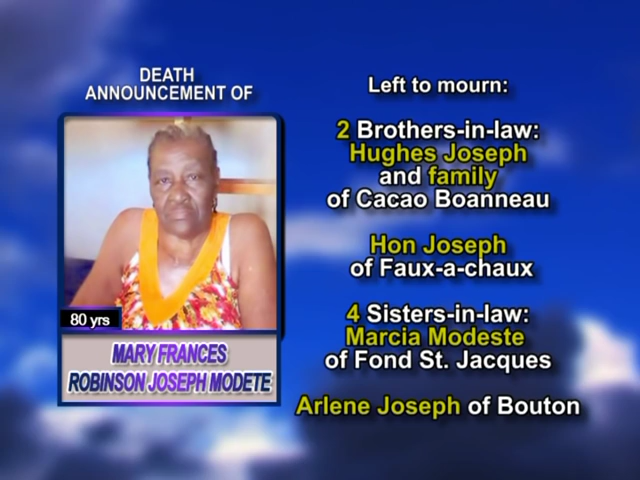 DEATH
ANNOUNCEMENT OF
80 yrs
MARY FRANCES
ROBINSON JOSEPH MODETE
Left to mourn:
2 Brothers-in-law:
Hughes Joseph
and family
of Cacao Boanneau
Hon Joseph
of Faux-a-chaux
4 Sisters-in-law:
Marcia Modeste
of Fond St. Jacques
Arlene Joseph of Bouton